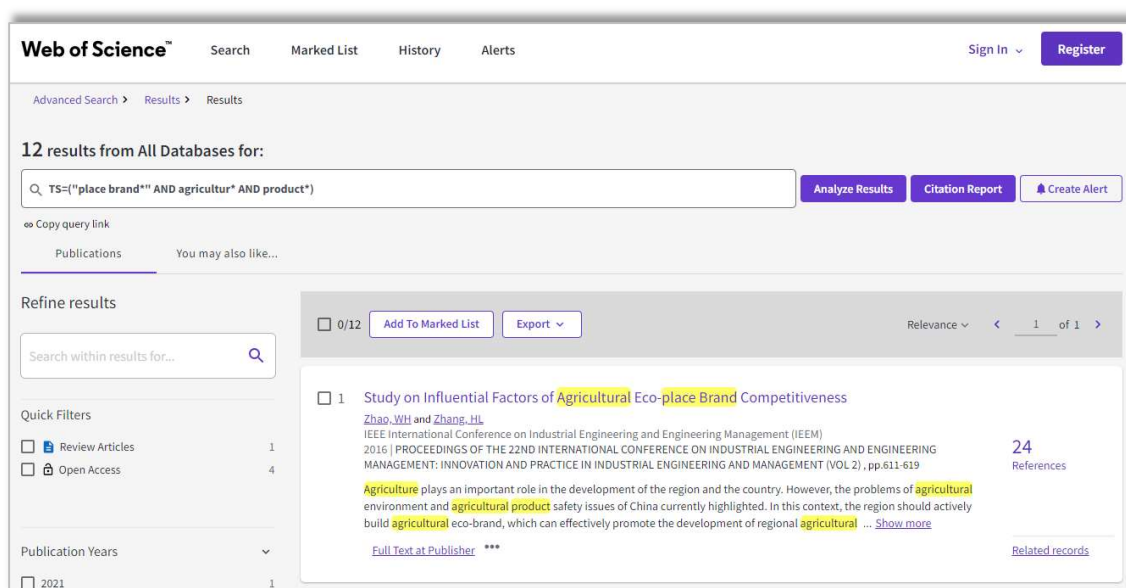 Web of Science™ Search Marked List History Alerts Sign In Register
Advanced Search > Results > Results
12 results from All Databases for:
TS=("place brand*" AND agricultur* AND product*) Analyze Results Citation Report Create Alert
Copy query link
Publications You may also like...
Refine results
0/12 Add To Marked List Export Relevance < 1 of 1 >
Search within results for...
1 Study on Influential Factors of Agricultural Eco-place Brand Competitiveness
Zhao, WH and Zhang, HL
IEEE International Conference on Industrial Engineering and Engineering Management (IEEM)
2016 | PROCEEDINGS OF THE 22ND INTERNATIONAL CONFERENCE ON INDUSTRIAL ENGINEERING AND ENGINEERING
MANAGEMENT: INNOVATION AND PRACTICE IN INDUSTRIAL ENGINEERING AND MANAGEMENT (VOL 2) , pp.611-619
24
References
Agriculture plays an important role in the development of the region and the country. However, the problems of agricultural
environment and agricultural product safety issues of China currently highlighted. In this context, the region should actively
build agricultural eco-brand, which can effectively promote the development of regional agricultural ... Show more
Full Text at Publisher ••• Related records
Quick Filters
Review Articles 1
Open Access 4
Publication Years
2021 1